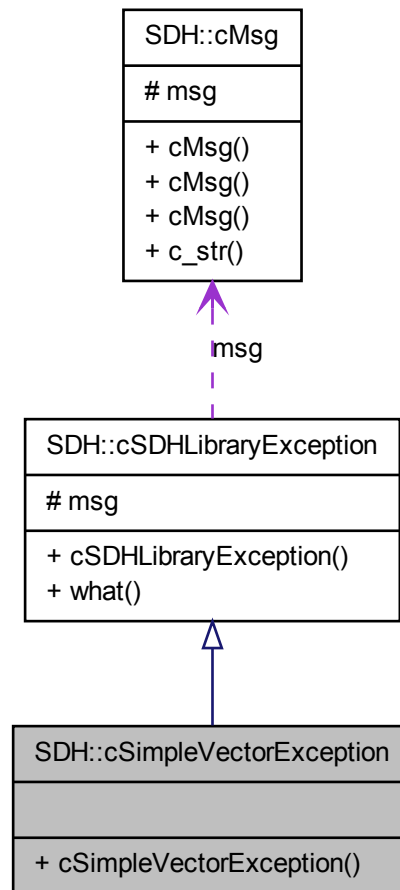 SDH::cMsg
# msg
+ cMsg()
+ cMsg()
+ cMsg()
+ c_str()
msg
SDH::cSDHLibraryException
# msg
+ cSDHLibraryException()
+ what()
SDH::cSimpleVectorException
+ cSimpleVectorException()